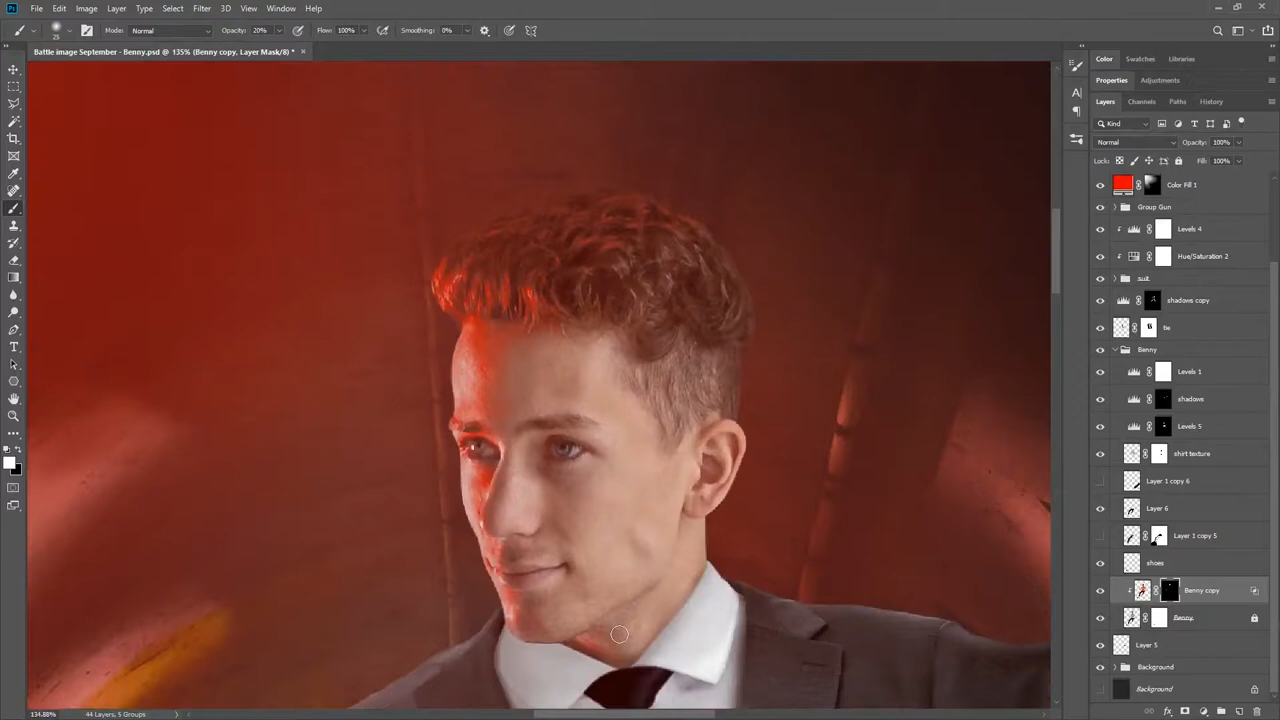 Ps File Edit Image Layer Type Select Filter 3D View Window Help
25 Mode: Normal Opacity: 20% Flow: 100% Smoothing: 0%
Battle image September - Benny.psd @ 135% (Benny copy, Layer Mask/8) * ×
Color Swatches Libraries
Properties Adjustments
Layers Channels Paths History
Kind
Normal Opacity: 100%
Lock: Fill: 100%
Color Fill 1
Group Gun
Levels 4
Hue/Saturation 2
suit
shadows copy
tie
Benny
Levels 1
shadows
Levels 5
shirt texture
Layer 1 copy 6
Layer 6
Layer 1 copy 5
shoes
Benny copy
Benny
Layer 5
Background
Background
134.88% 44 Layers, 5 Groups